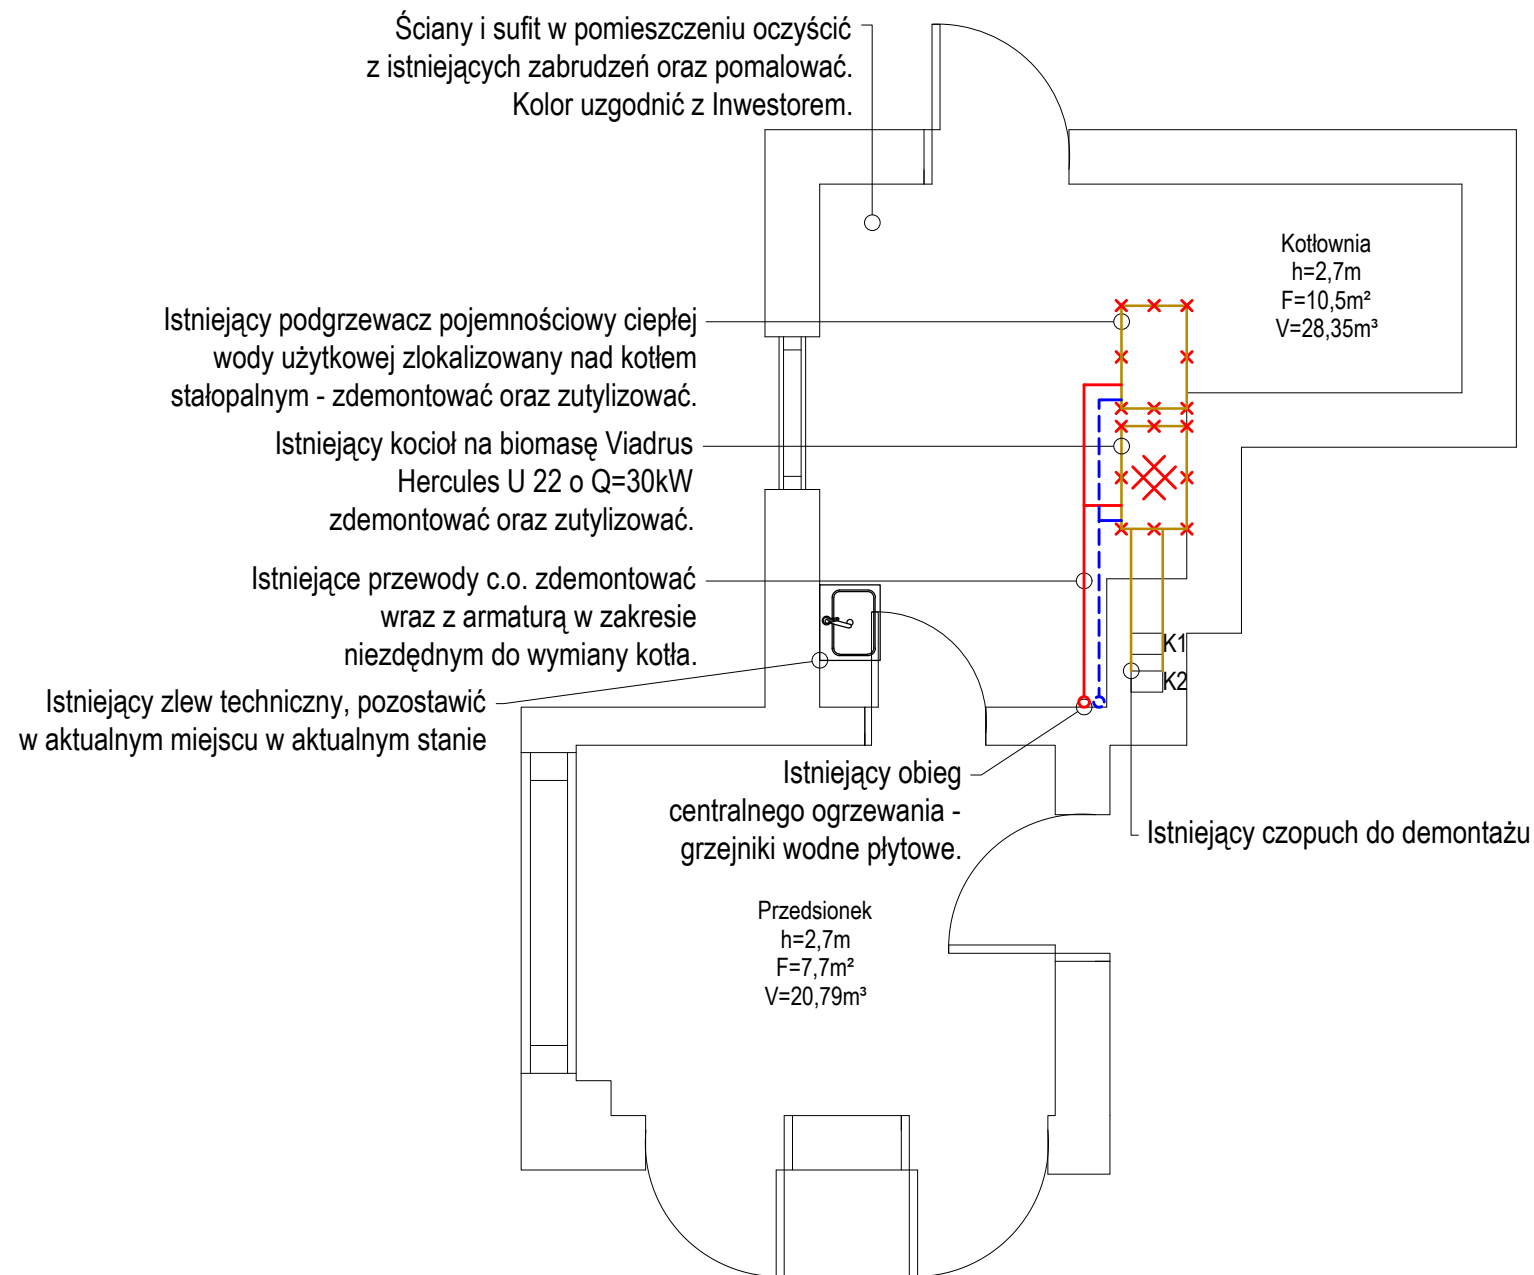 Ściany i sufit w pomieszczeniu oczyścić
z istniejących zabrudzeń oraz pomalować.
Kolor uzgodnić z Inwestorem.
Kotłownia
h=2,7m
F=10,5m²
V=28,35m³
Istniejący podgrzewacz pojemnościowy ciepłej
wody użytkowej zlokalizowany nad kotłem
stałopalnym - zdemontować oraz zutylizować.
Istniejący kocioł na biomasę Viadrus
Hercules U 22 o Q=30kW
zdemontować oraz zutylizować.
Istniejące przewody c.o. zdemontować
wraz z armaturą w zakresie
niezdędnym do wymiany kotła.
K1
K2
Istniejący zlew techniczny, pozostawić
w aktualnym miejscu w aktualnym stanie
Istniejący obieg
centralnego ogrzewania -
grzejniki wodne płytowe.
Istniejący czopuch do demontażu
Przedsionek
h=2,7m
F=7,7m²
V=20,79m³